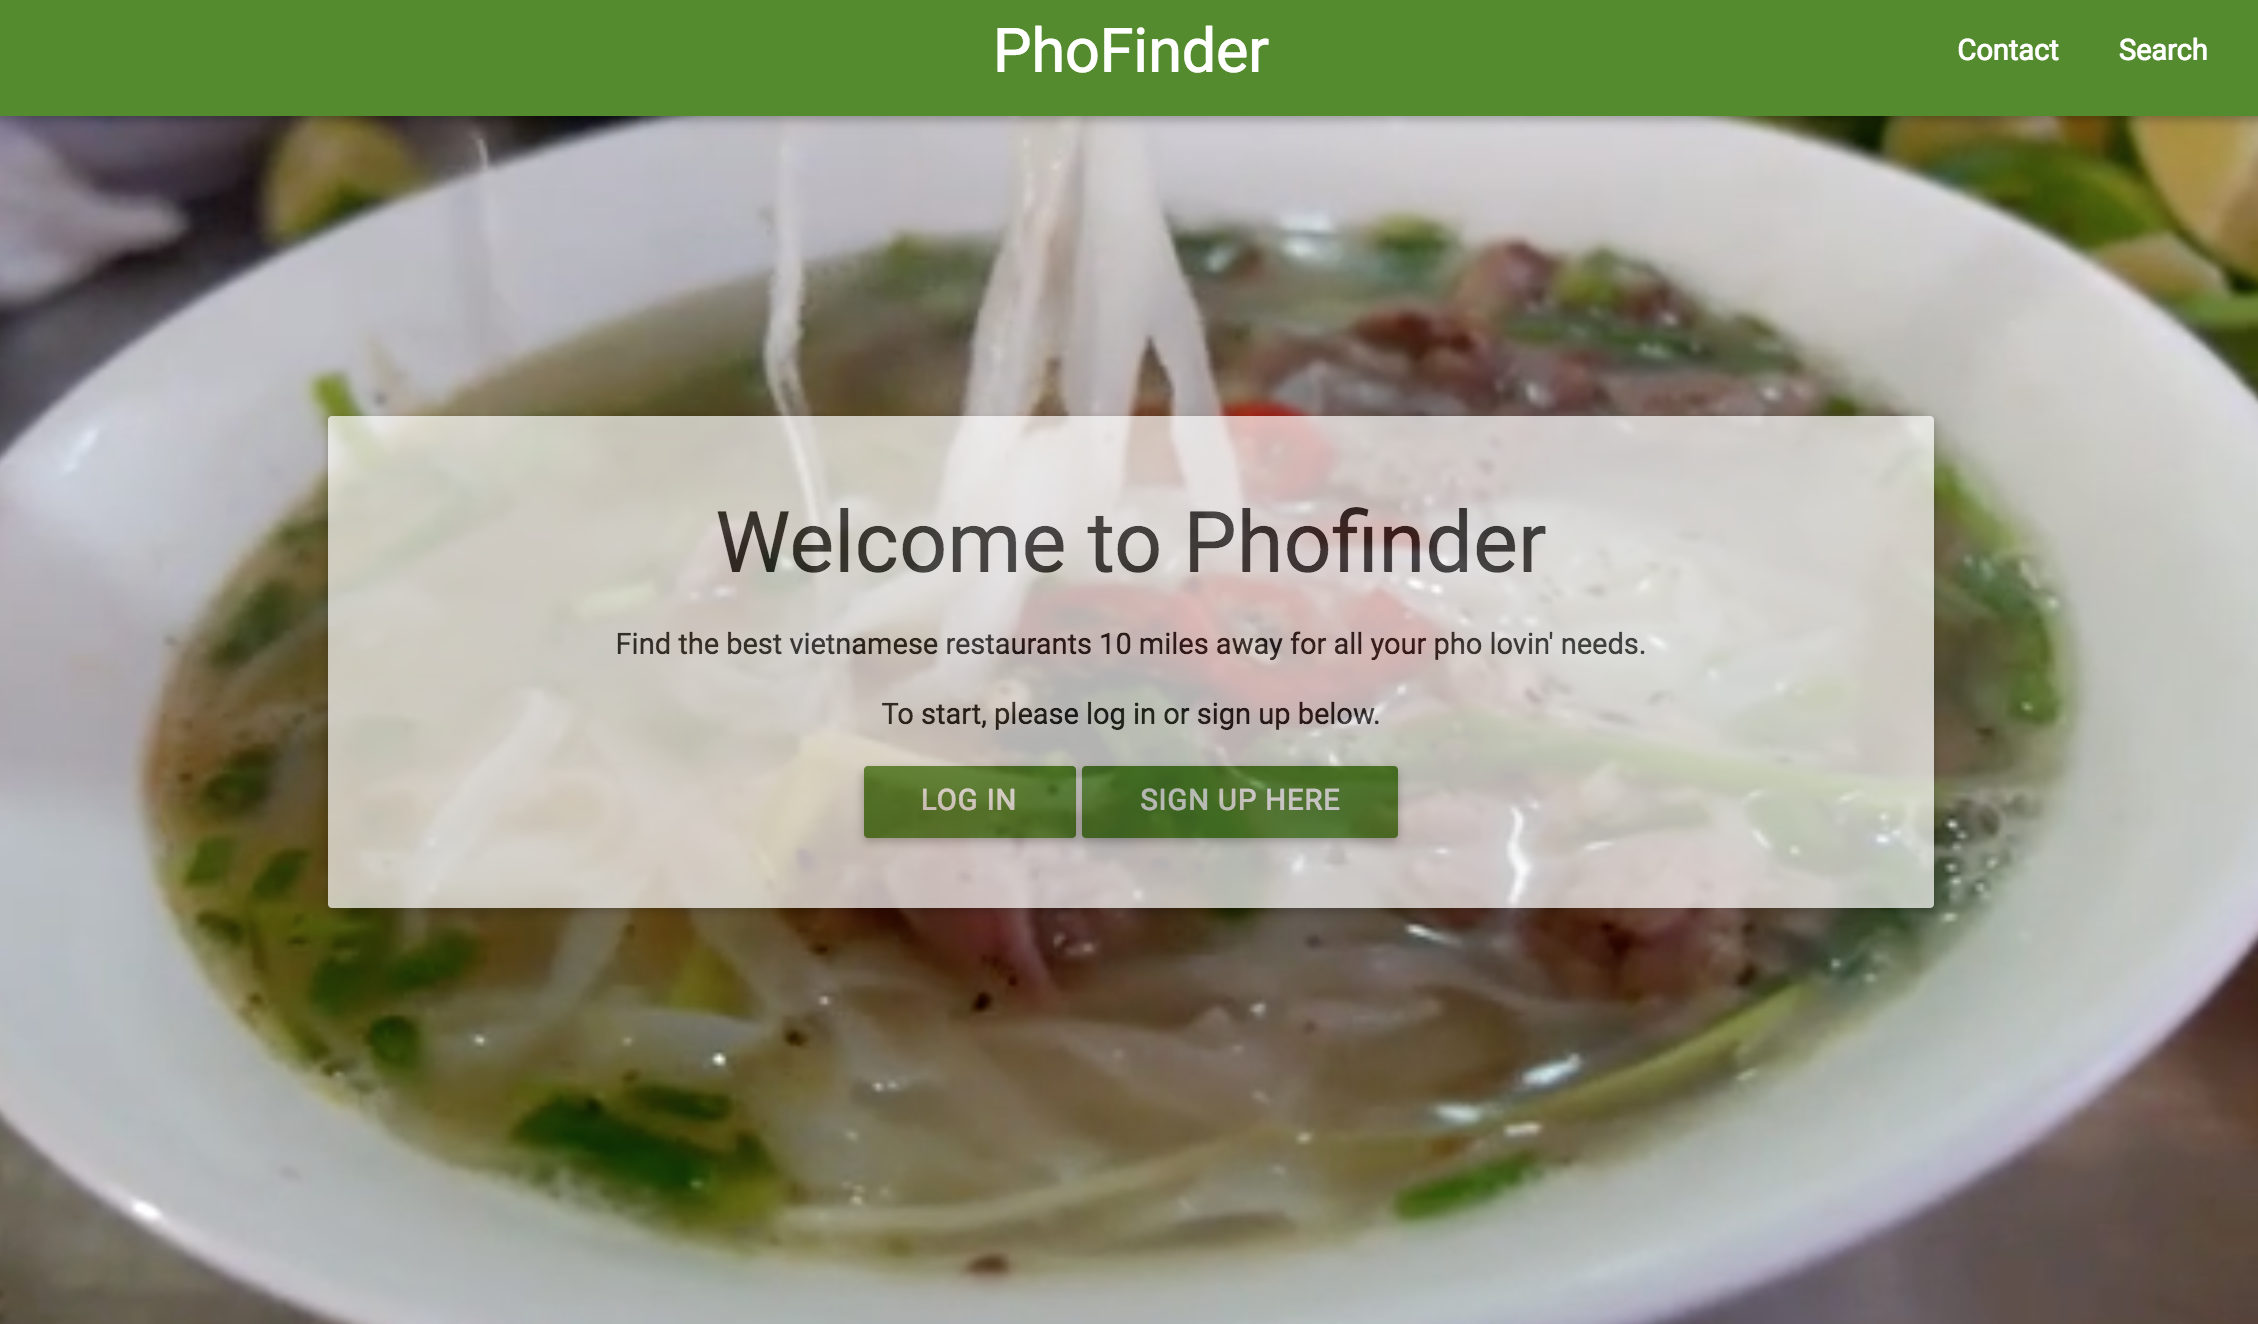 PhoFinder
Contact
Search
Welcome to Phofinder
Find the best vietnamese restaurants 10 miles away for all your pho lovin' needs.
To start, please log in or sign up below.
LOG IN
SIGN UP HERE